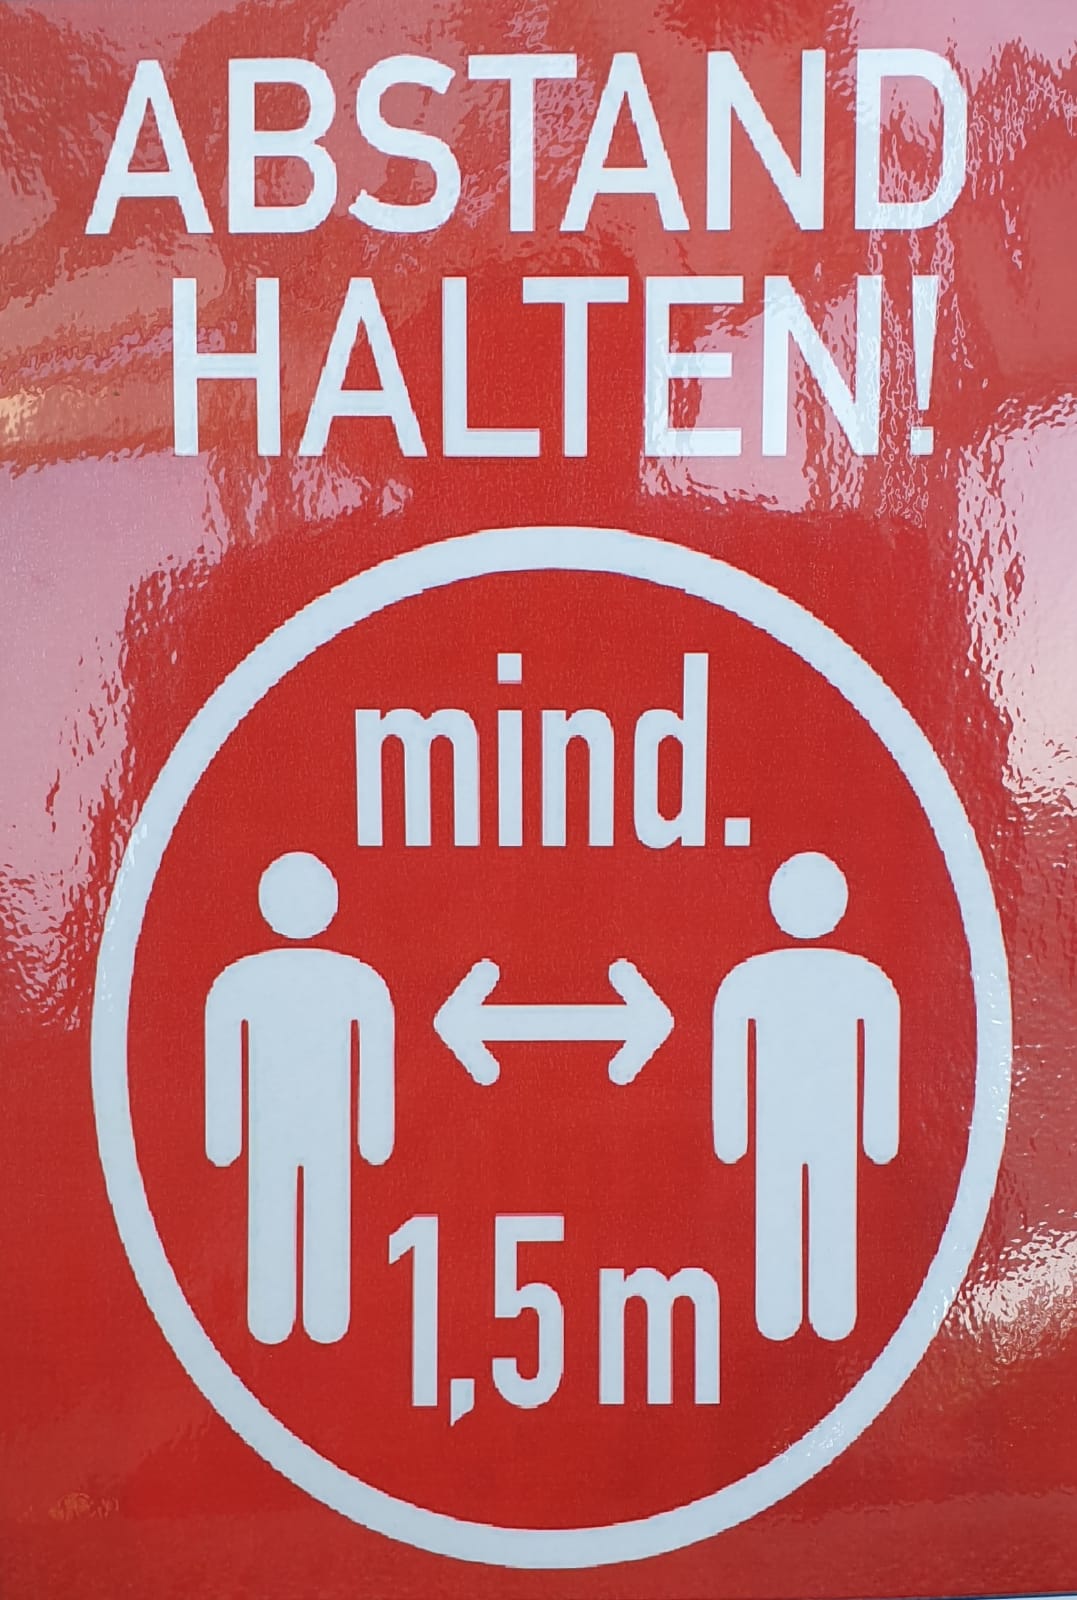 ABSTAND
HALTEN!
mind.
1,5 m